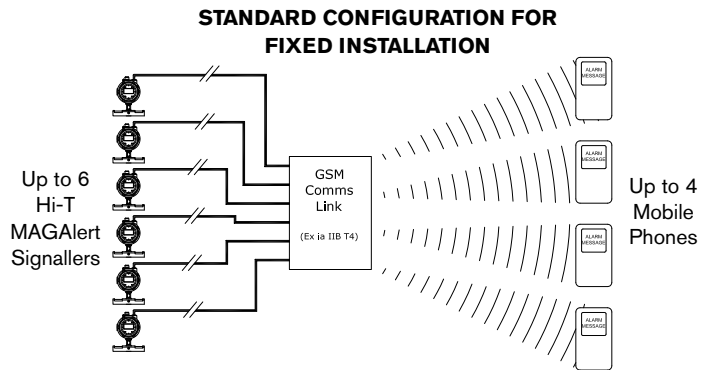 STANDARD CONFIGURATION FOR
FIXED INSTALLATION
Up to 6
Hi-T
MAGAlert
Signallers
GSM
Comms
Link
(Ex ia IIB T4)
ALARM
MESSAGE
ALARM
MESSAGE
ALARM
MESSAGE
ALARM
MESSAGE
Up to 4
Mobile
Phones